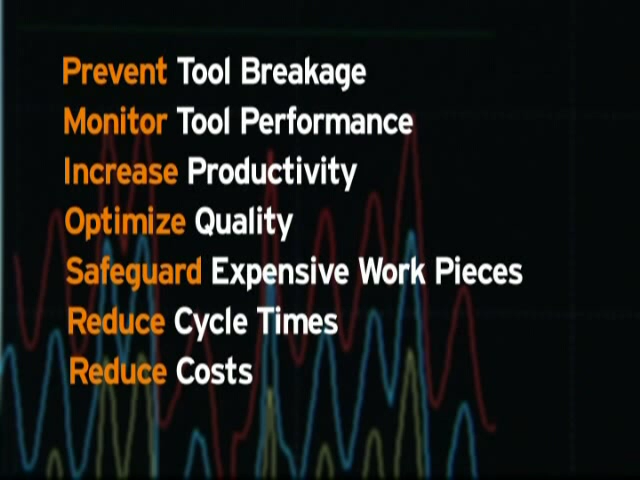 Prevent Tool Breakage
Monitor Tool Performance
Increase Productivity
Optimize Quality
Safeguard Expensive Work Pieces
Reduce Cycle Times
Reduce Costs